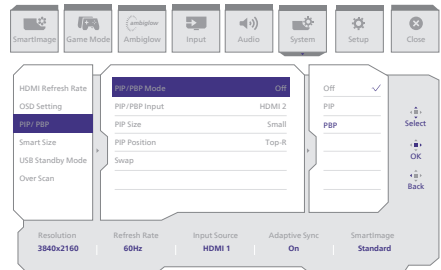 SmartImage Game Mode Ambiglow Input Audio System Setup Close
ambiglow
HDMI Refresh Rate
OSD Setting
PIP/ PBP
Smart Size
USB Standby Mode
Over Scan
PIP/PBP Mode Off
PIP/PBP Input HDMI 2
PIP Size Small
PIP Position Top-R
Swap
Off
PIP
PBP
Select
OK
Back
Resolution Refresh Rate Input Source Adaptive Sync SmartImage
3840x2160 60Hz HDMI 1 On Standard